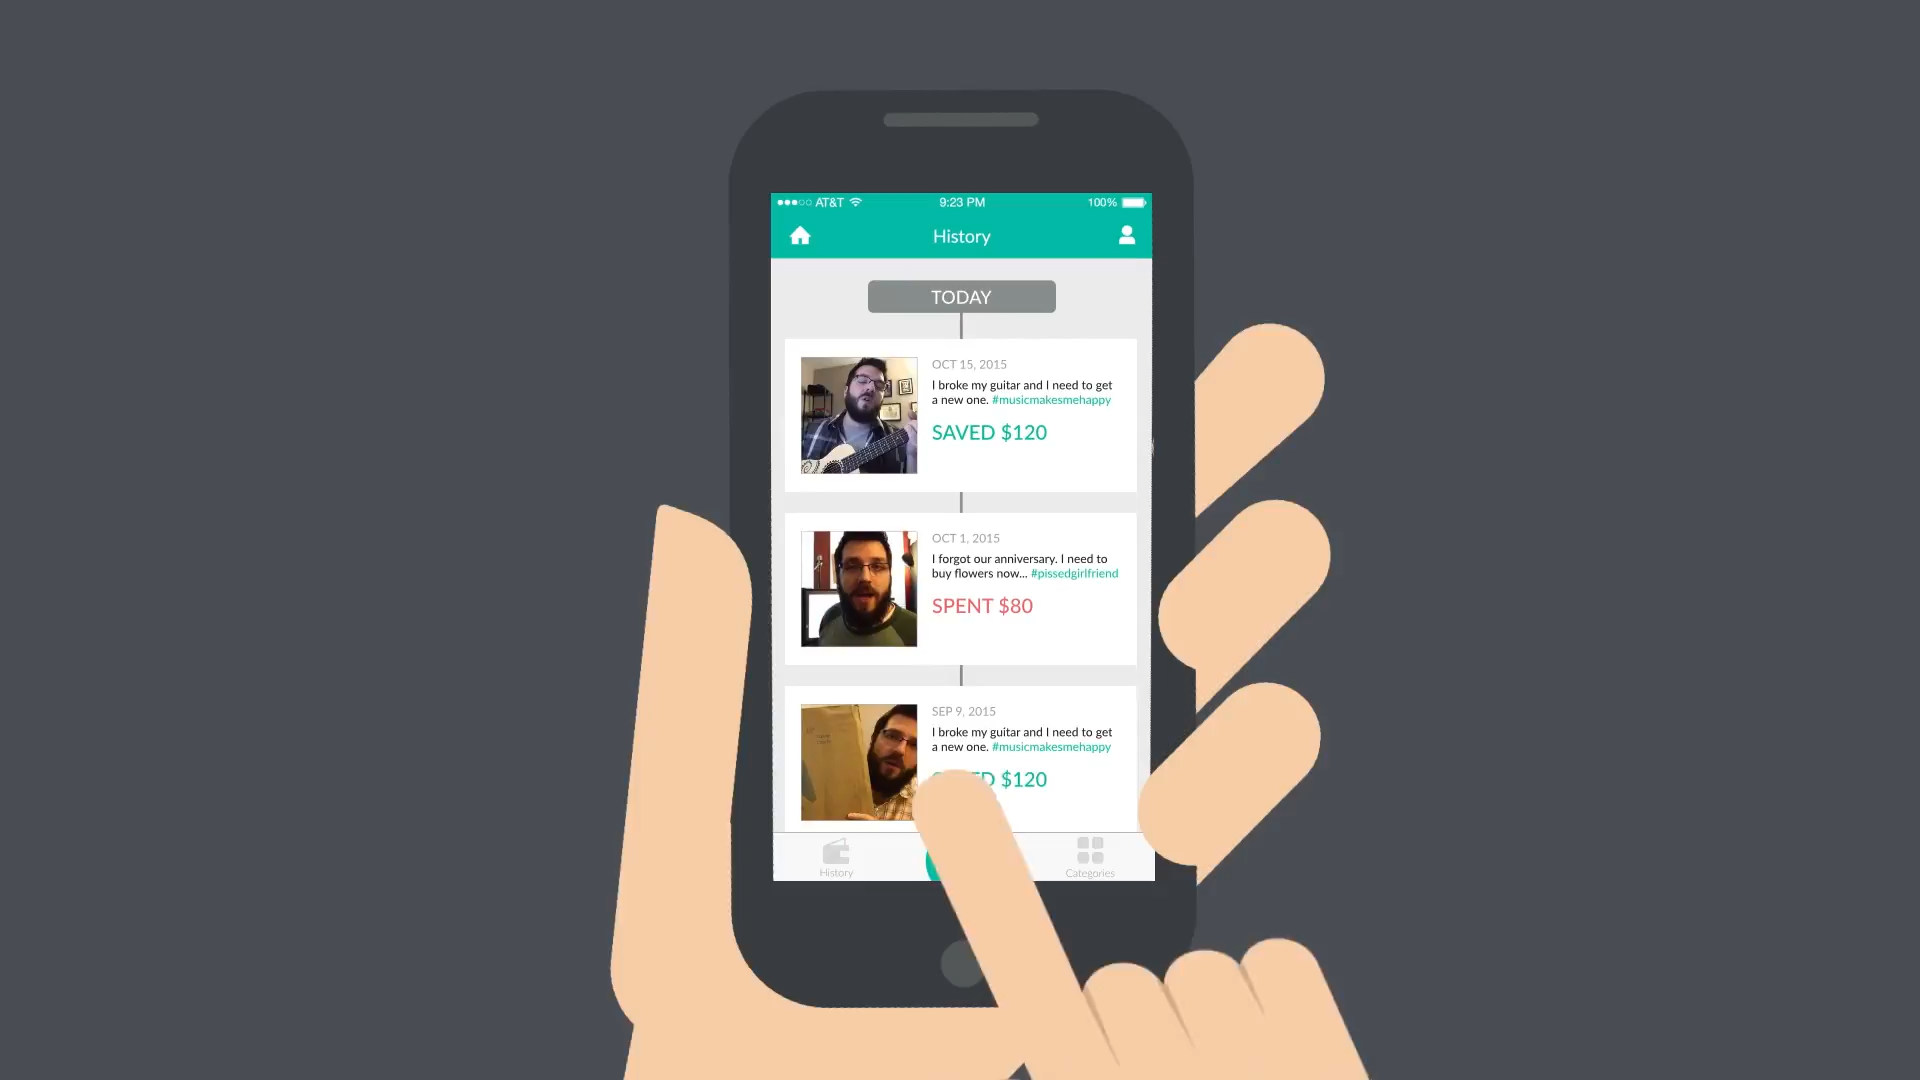 AT&T 9:23 PM 100%
History
TODAY
OCT 15, 2015
I broke my guitar and I need to get
a new one. #musicmakesmehappy
SAVED $120
OCT 1, 2015
I forgot our anniversary. I need to
buy flowers now... #pissedgirlfriend
SPENT $80
SEP 9, 2015
I broke my guitar and I need to get
a new one. #musicmakesmehappy
$120
History
Categories